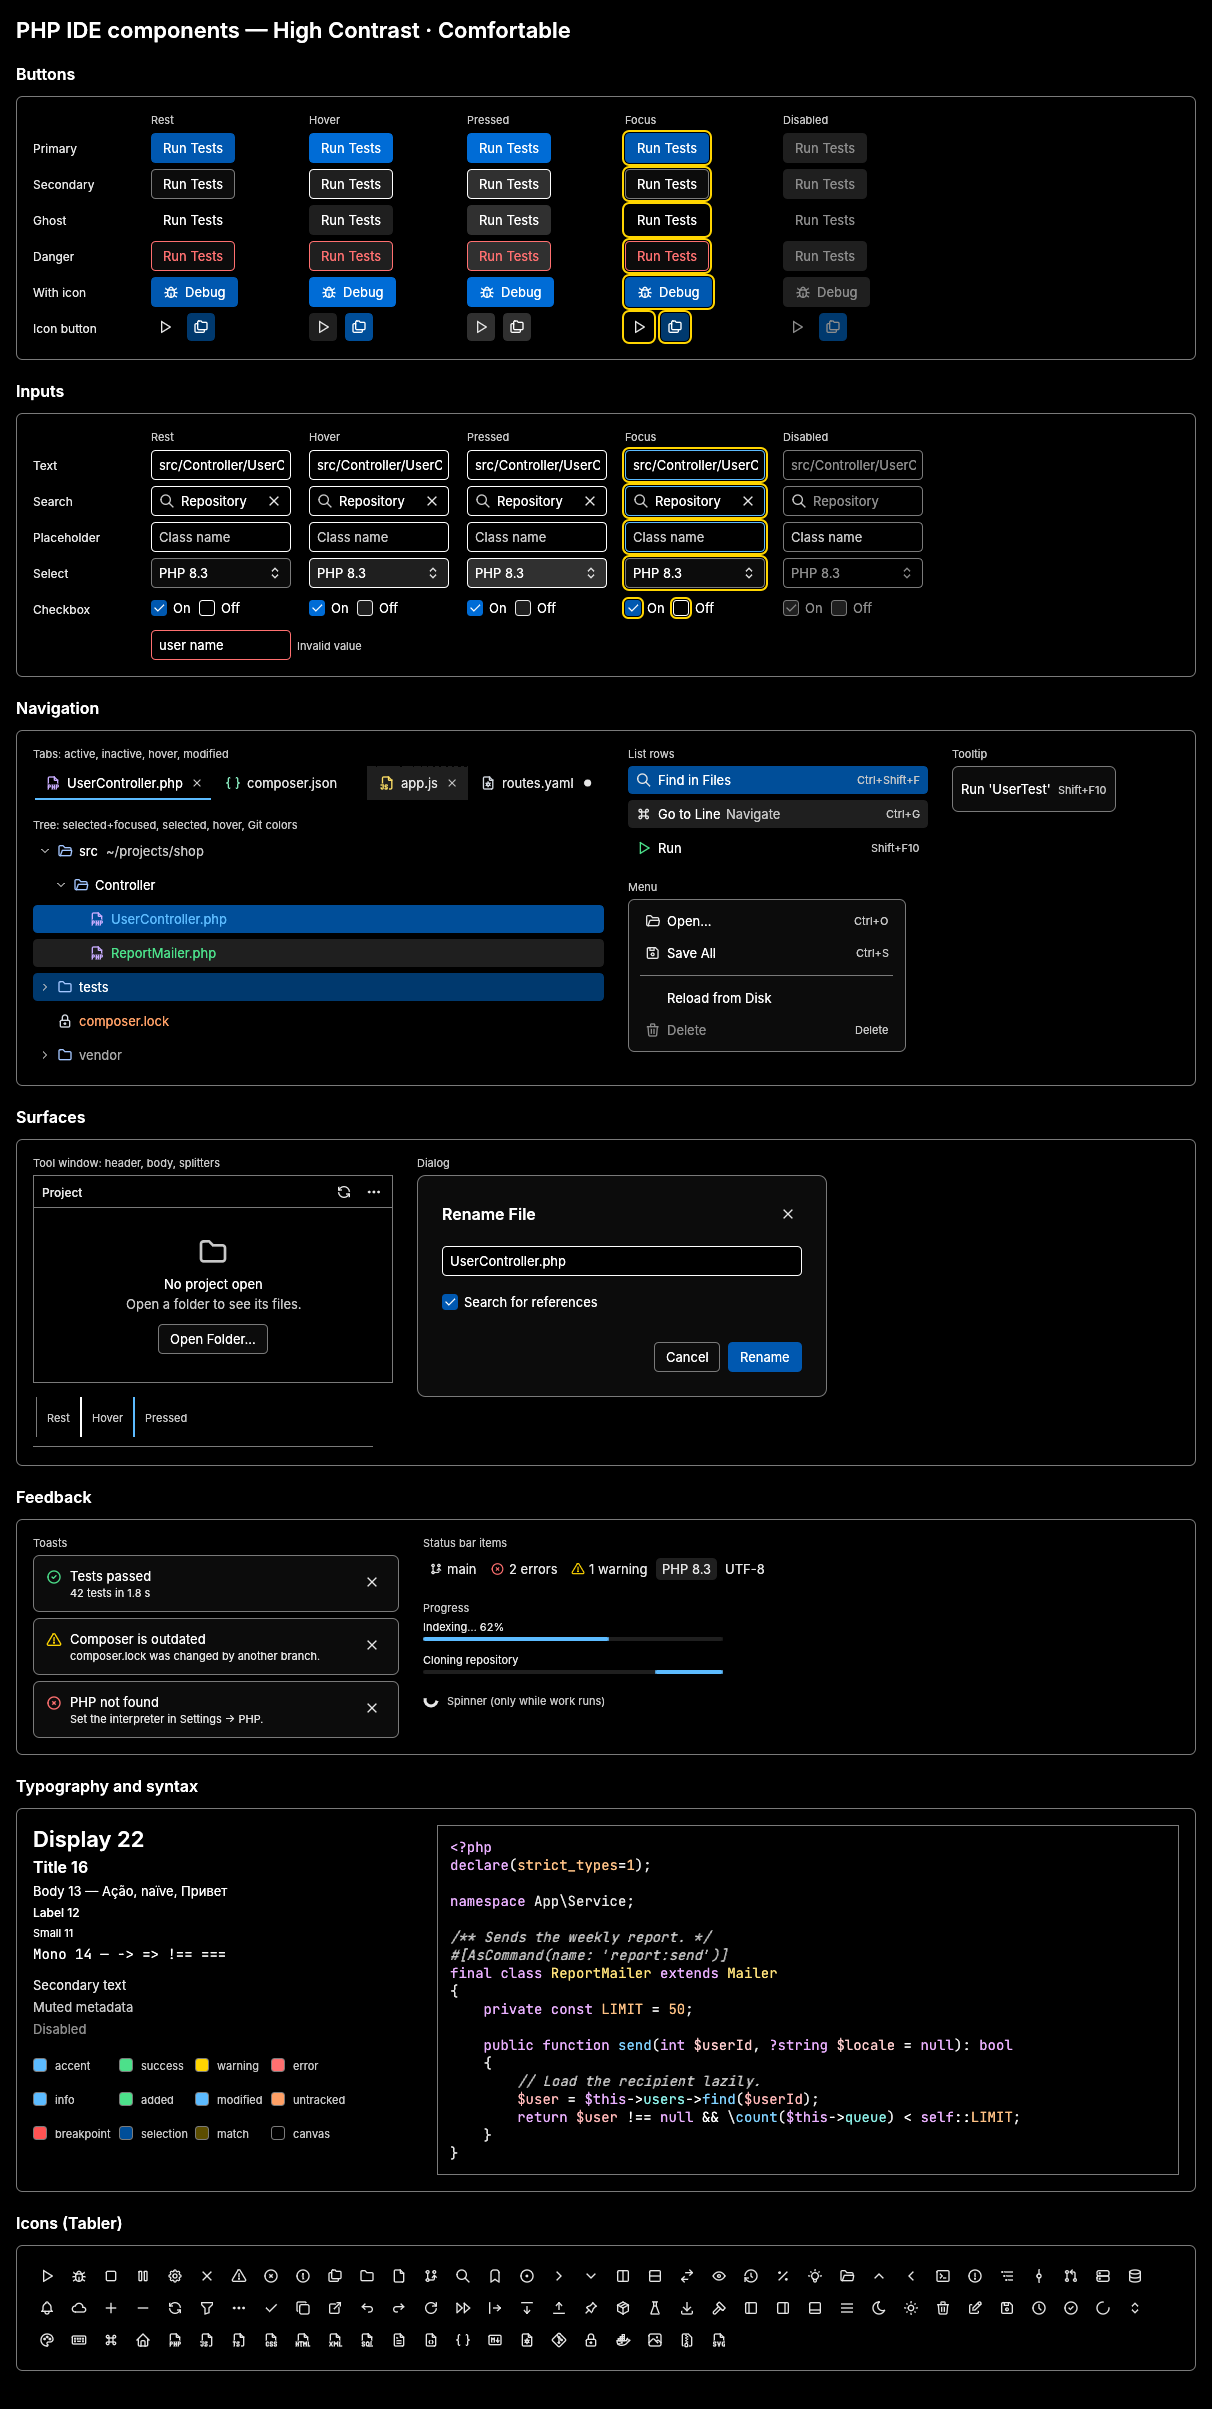 PHP IDE components — High Contrast · Comfortable
Buttons
Rest Hover Pressed Focus Disabled
Primary Run Tests Run Tests Run Tests Run Tests Run Tests
Secondary Run Tests Run Tests Run Tests Run Tests Run Tests
Ghost Run Tests Run Tests Run Tests Run Tests Run Tests
Danger Run Tests Run Tests Run Tests Run Tests Run Tests
With icon Debug Debug Debug Debug Debug
Icon button
Inputs
Rest Hover Pressed Focus Disabled
Text src/Controller/UserC src/Controller/UserC src/Controller/UserC src/Controller/UserC src/Controller/UserC
Search Repository Repository Repository Repository Repository
Placeholder Class name Class name Class name Class name Class name
Select PHP 8.3 PHP 8.3 PHP 8.3 PHP 8.3 PHP 8.3
Checkbox On Off On Off On Off On Off On Off
user name Invalid value
Navigation
Tabs: active, inactive, hover, modified
UserController.php composer.json app.js routes.yaml
Tree: selected+focused, selected, hover, Git colors
src ~/projects/shop
Controller
UserController.php
ReportMailer.php
tests
composer.lock
vendor
List rows
Find in Files Ctrl+Shift+F
Go to Line Navigate Ctrl+G
Run Shift+F10
Menu
Open... Ctrl+O
Save All Ctrl+S
Reload from Disk
Delete Delete
Tooltip
Run 'UserTest' Shift+F10
Surfaces
Tool window: header, body, splitters
Project
No project open
Open a folder to see its files.
Open Folder...
Rest Hover Pressed
Dialog
Rename File
UserController.php
Search for references
Cancel Rename
Feedback
Toasts
Tests passed
42 tests in 1.8 s
Composer is outdated
composer.lock was changed by another branch.
PHP not found
Set the interpreter in Settings → PHP.
Status bar items
main 2 errors 1 warning PHP 8.3 UTF-8
Progress
Indexing... 62%
Cloning repository
Spinner (only while work runs)
Typography and syntax
Display 22
Title 16
Body 13 — Ação, naïve, Привет
Label 12
Small 11
Mono 14 — -> => !== ===
Secondary text
Muted metadata
Disabled
accent success warning error
info added modified untracked
breakpoint selection match canvas
<?php
declare(strict_types=1);
namespace App\Service;
/** Sends the weekly report. */
#[AsCommand(name: 'report:send')]
final class ReportMailer extends Mailer
{
private const LIMIT = 50;
public function send(int $userId, ?string $locale = null): bool
{
// Load the recipient lazily.
$user = $this->users->find($userId);
return $user !== null && \count($this->queue) < self::LIMIT;
}
}
Icons (Tabler)